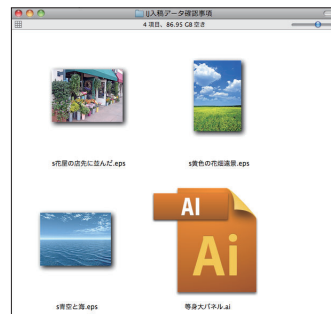 IJ入稿データ確認事項
4 項目、86.95 GB 空き
s花屋の店先に並んだ.eps
s黄色の花畑遠景.eps
AI
Ai
s青空と海.eps
等身大パネル.ai